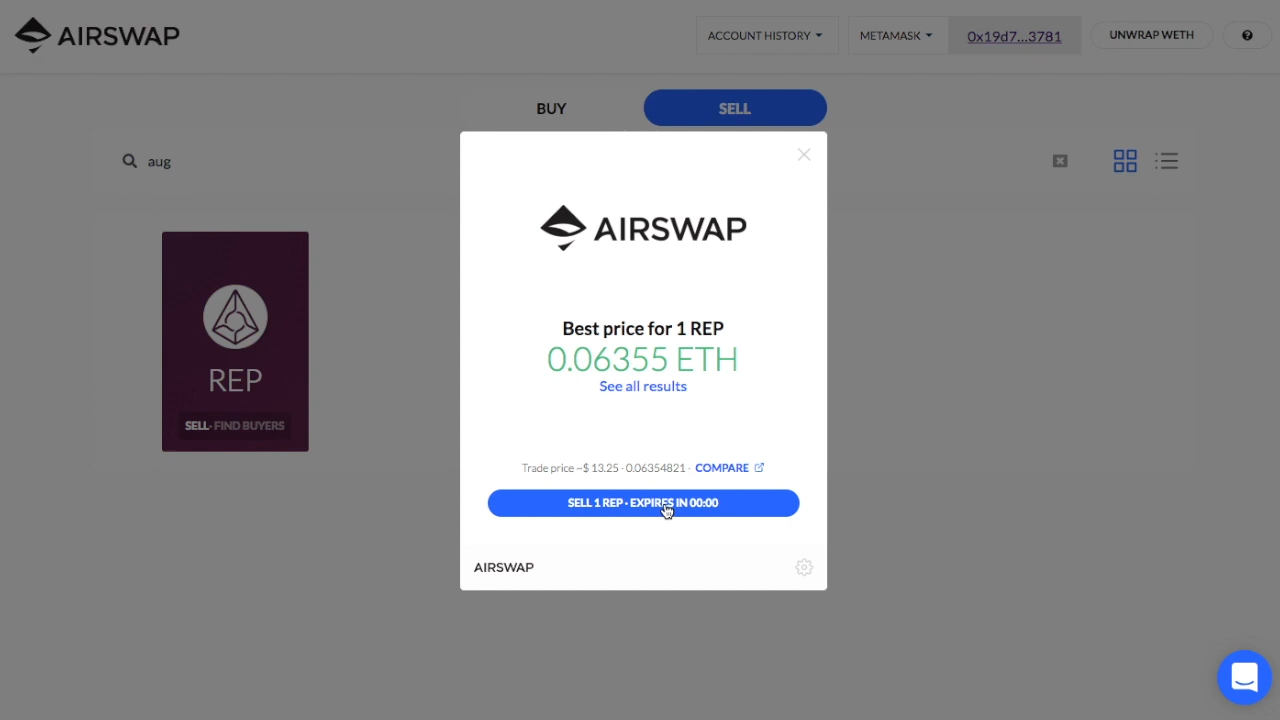 AIRSWAP
ACCOUNT HISTORY
METAMASK
0x19d7...3781
UNWRAP WETH
?
BUY
SELL
aug
REP
SELL- FIND BUYERS
AIRSWAP
Best price for 1 REP
0.06355 ETH
See all results
Trade price ~$ 13.25 · 0.06354821 · COMPARE
SELL 1 REP · EXPIRES IN 00:00
AIRSWAP